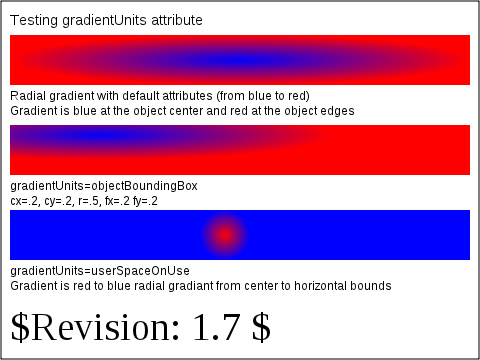 Testing gradientUnits attribute
Radial gradient with default attributes (from blue to red)
Gradient is blue at the object center and red at the object edges
gradientUnits=objectBoundingBox
cx=.2, cy=.2, r=.5, fx=.2 fy=.2
gradientUnits=userSpaceOnUse
Gradient is red to blue radial gradiant from center to horizontal bounds
$Revision: 1.7 $